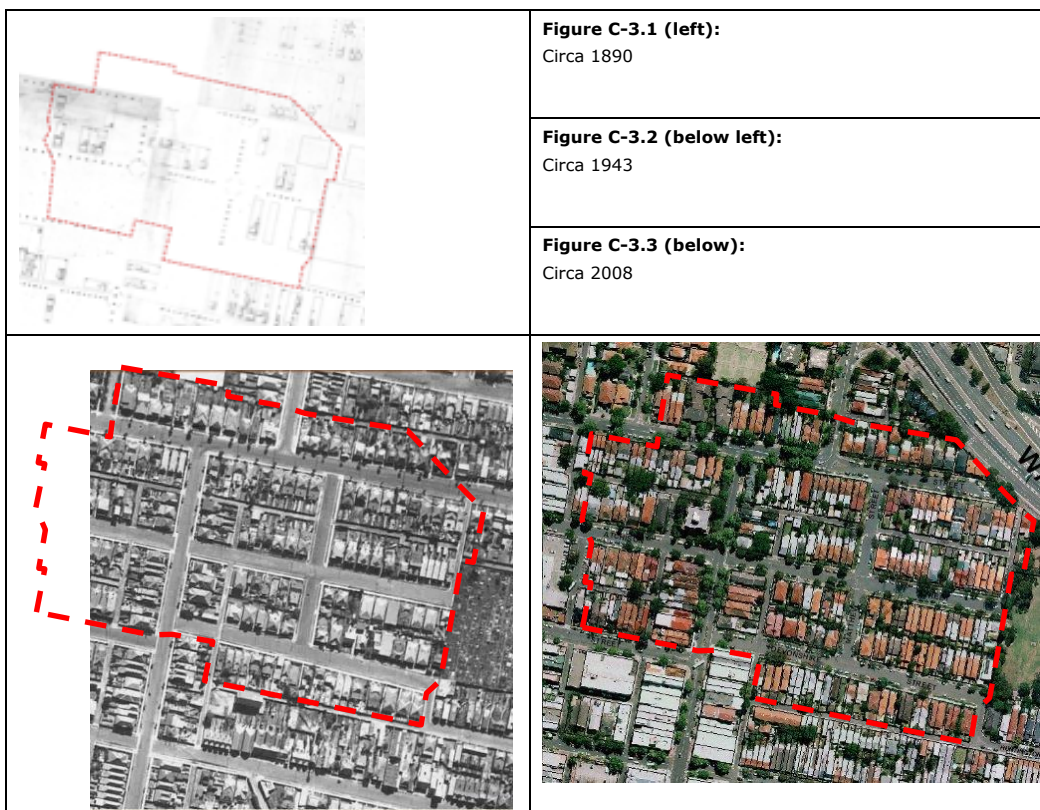 Figure C-3.1 (left):
Circa 1890
Figure C-3.2 (below left):
Circa 1943
Figure C-3.3 (below):
Circa 2008